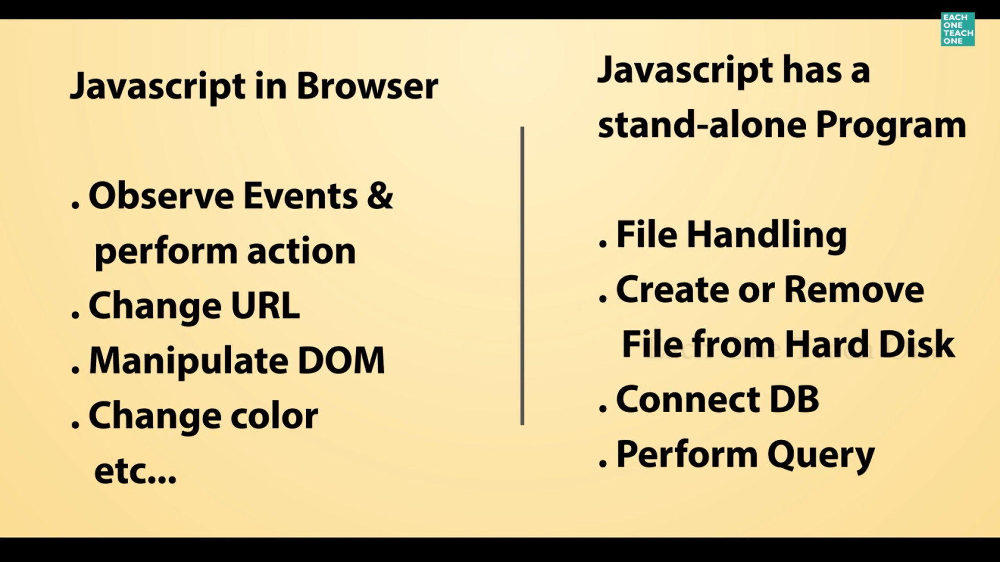 EACH
ONE
TEACH
ONE
Javascript in Browser
. Observe Events &
perform action
. Change URL
. Manipulate DOM
. Change color
etc...
Javascript has a
stand-alone Program
. File Handling
. Create or Remove
File from Hard Disk
. Connect DB
. Perform Query